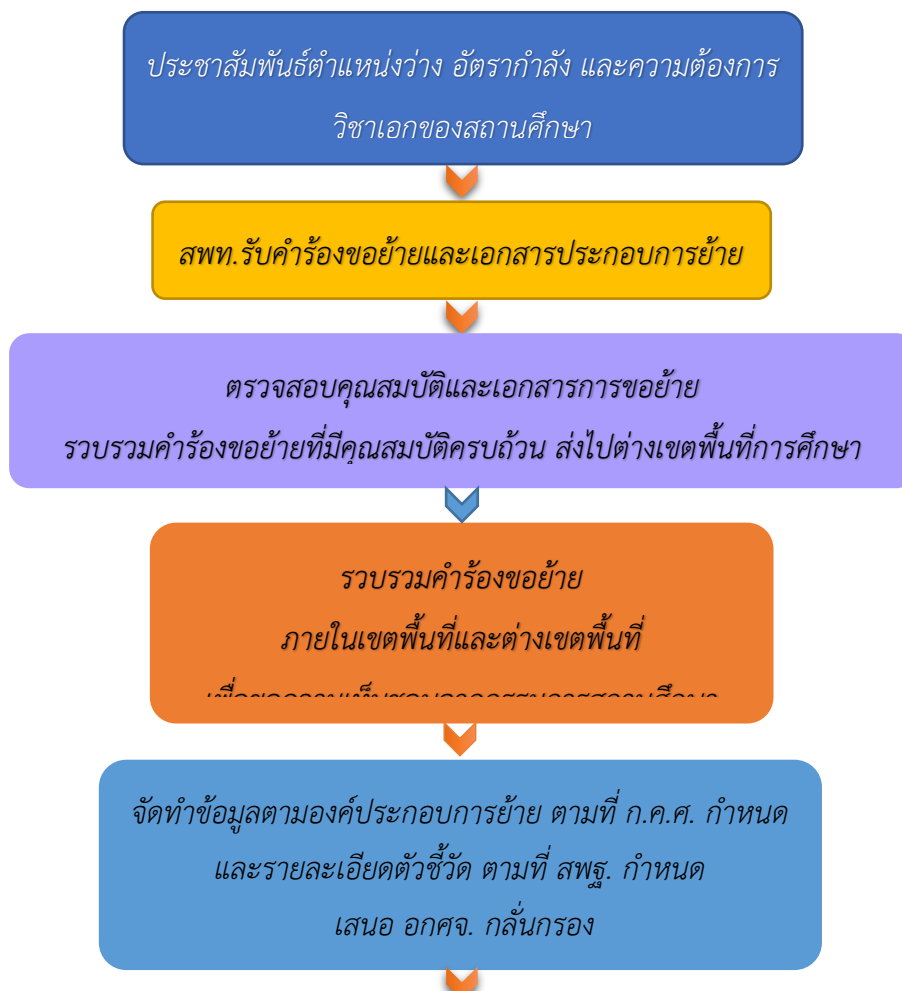 ประชาสัมพันธ์ตำแหน่งว่าง อัตรากำลัง และความต้องการ
วิชาเอกของสถานศึกษา
สพท.รับคำร้องขอย้ายและเอกสารประกอบการย้าย
ตรวจสอบคุณสมบัติและเอกสารการขอย้าย
รวบรวมคำร้องขอย้ายที่มีคุณสมบัติครบถ้วน ส่งไปต่างเขตพื้นที่การศึกษา
รวบรวมคำร้องขอย้าย
ภายในเขตพื้นที่และต่างเขตพื้นที่
จัดทำข้อมูลตามองค์ประกอบการย้าย ตามที่ ก.ค.ศ. กำหนด
และรายละเอียดตัวชี้วัด ตามที่ สพฐ. กำหนด
เสนอ อกศจ. กลั่นกรอง